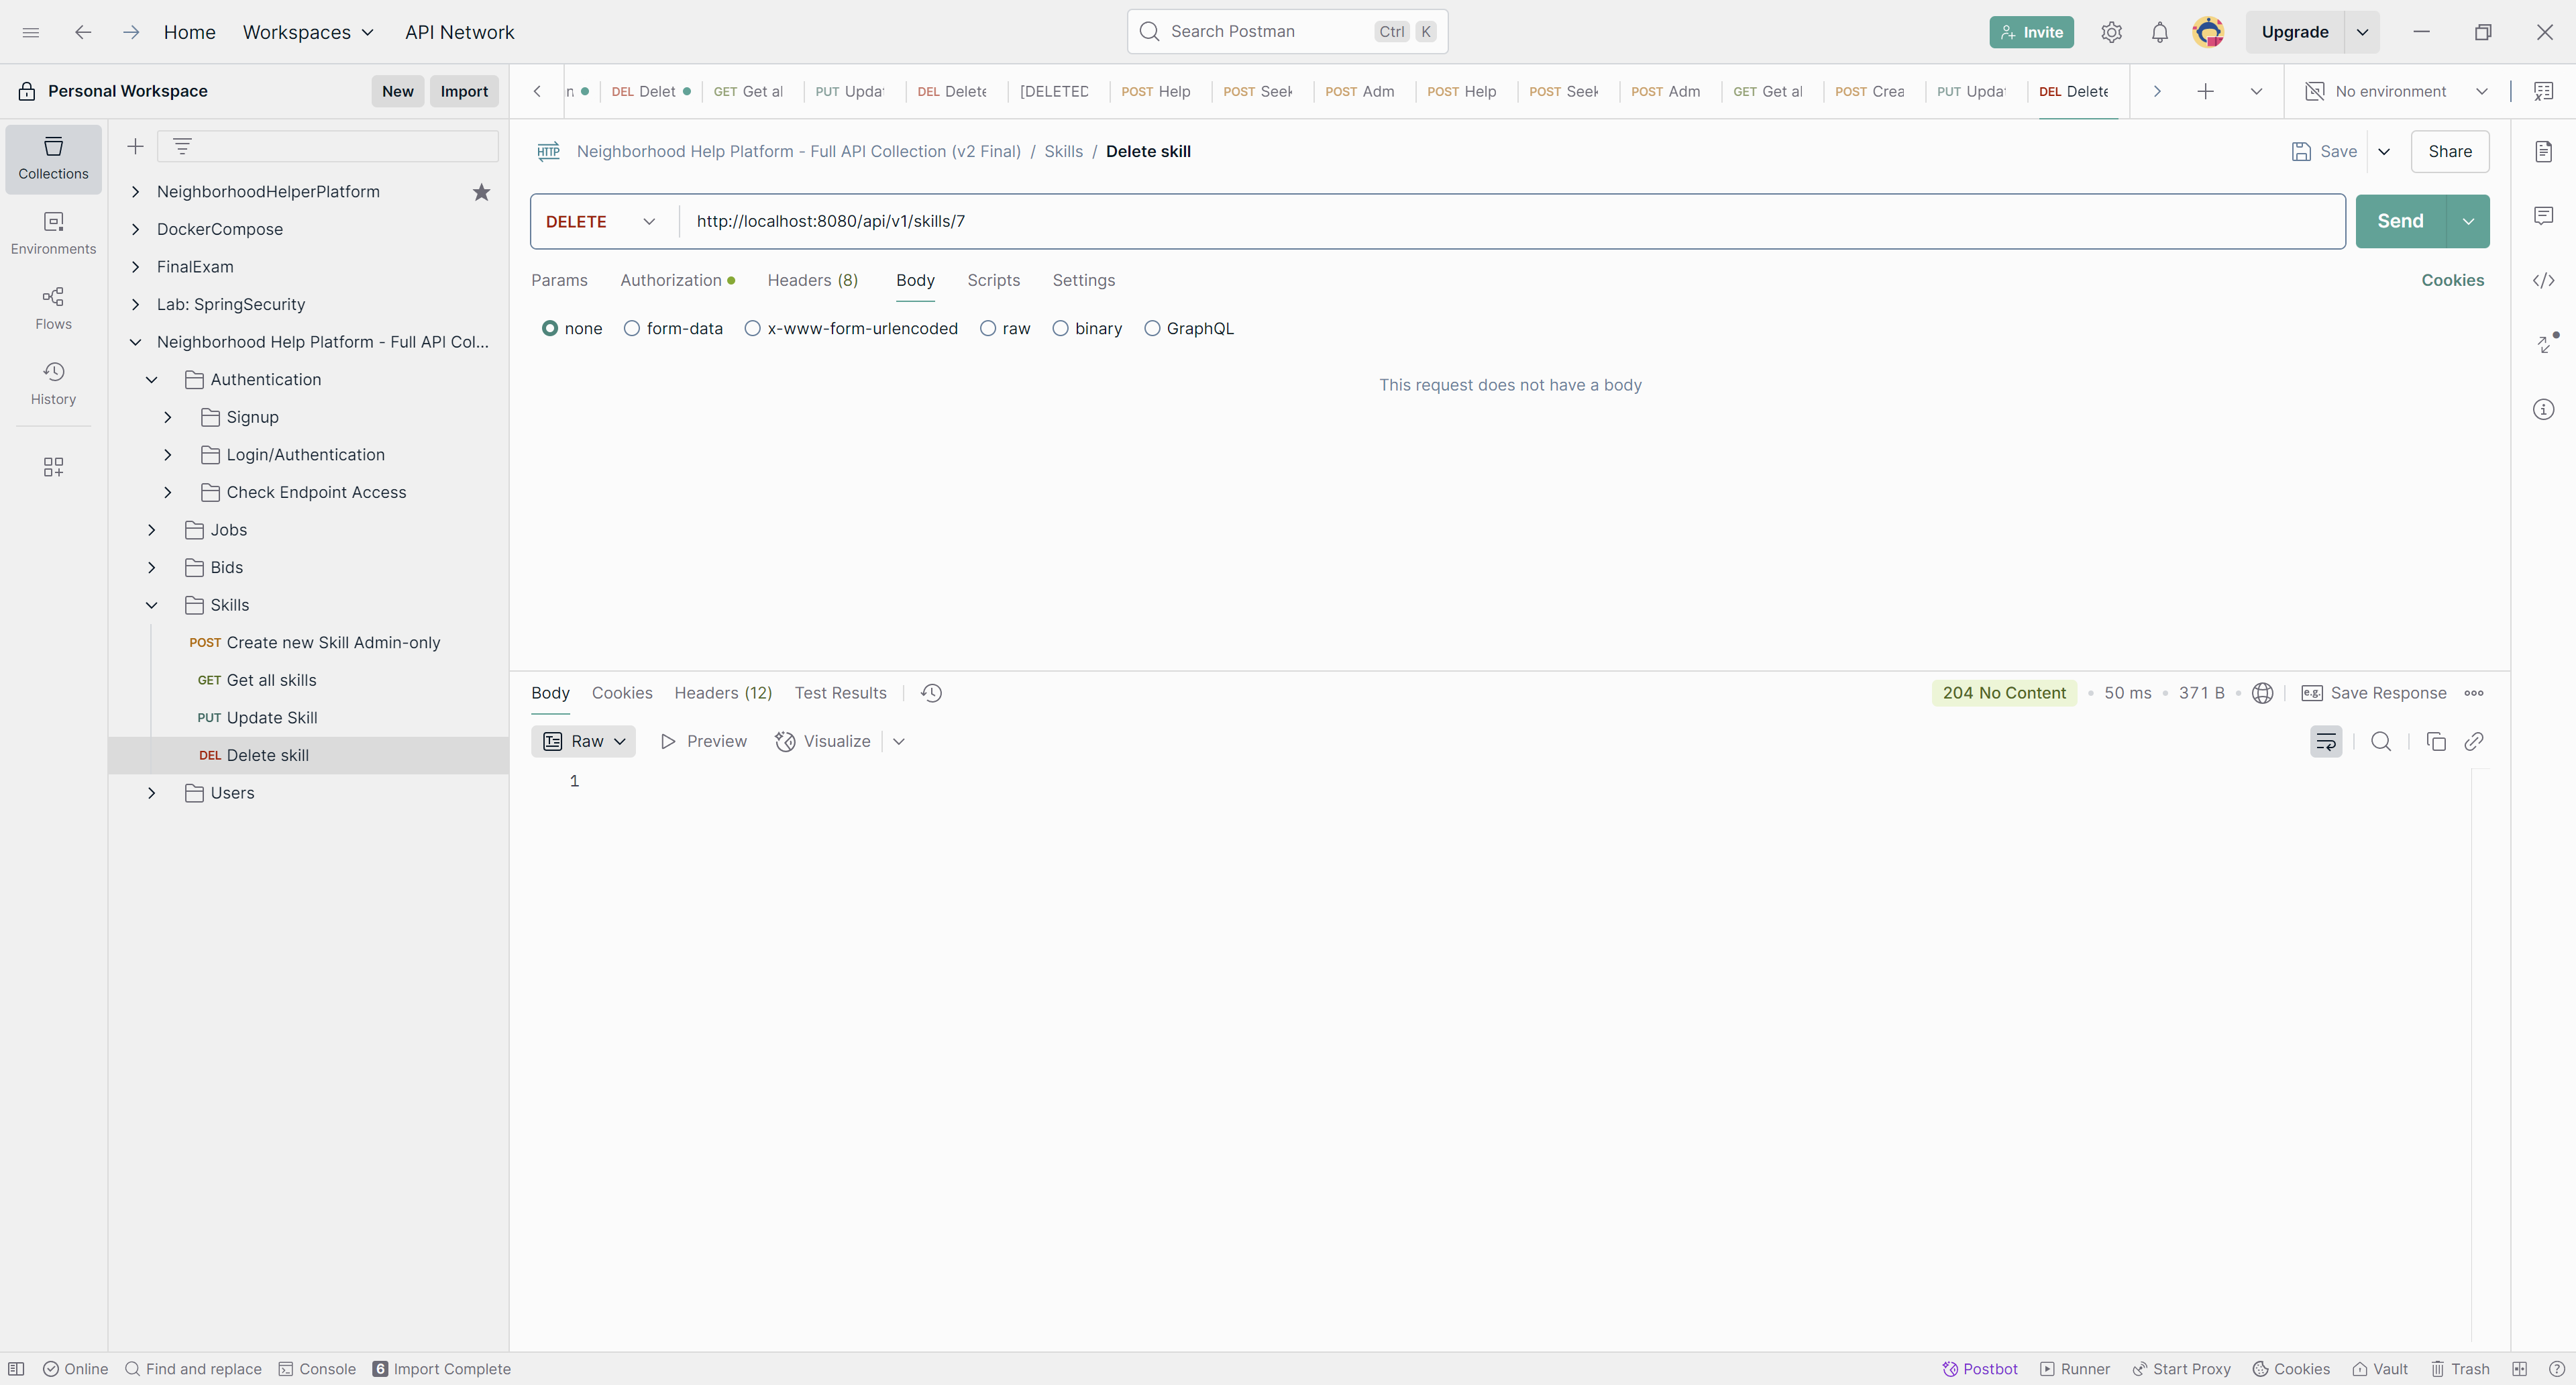 Home
Workspaces
API Network
Search Postman
Ctrl
K
Invite
Upgrade
Personal Workspace
New
Import
n
DEL Delet
GET Get al
PUT Updat
DEL Delete
[DELETED
POST Help
POST Seek
POST Adm
POST Help
POST Seek
POST Adm
GET Get al
POST Crea
PUT Updat
DEL Delete
No environment
Collections
Environments
Flows
History
NeighborhoodHelperPlatform
DockerCompose
FinalExam
Lab: SpringSecurity
Neighborhood Help Platform - Full API Col...
Authentication
Signup
Login/Authentication
Check Endpoint Access
Jobs
Bids
Skills
POST Create new Skill Admin-only
GET Get all skills
PUT Update Skill
DEL Delete skill
Users
HTTP
Neighborhood Help Platform - Full API Collection (v2 Final) / Skills / Delete skill
Save
Share
DELETE
http://localhost:8080/api/v1/skills/7
Send
Params
Authorization
Headers (8)
Body
Scripts
Settings
Cookies
none
form-data
x-www-form-urlencoded
raw
binary
GraphQL
This request does not have a body
Body
Cookies
Headers (12)
Test Results
204 No Content
50 ms
371 B
e.g.
Save Response
Raw
Preview
Visualize
1
Online
Find and replace
Console
6 Import Complete
Postbot
Runner
Start Proxy
Cookies
Vault
Trash